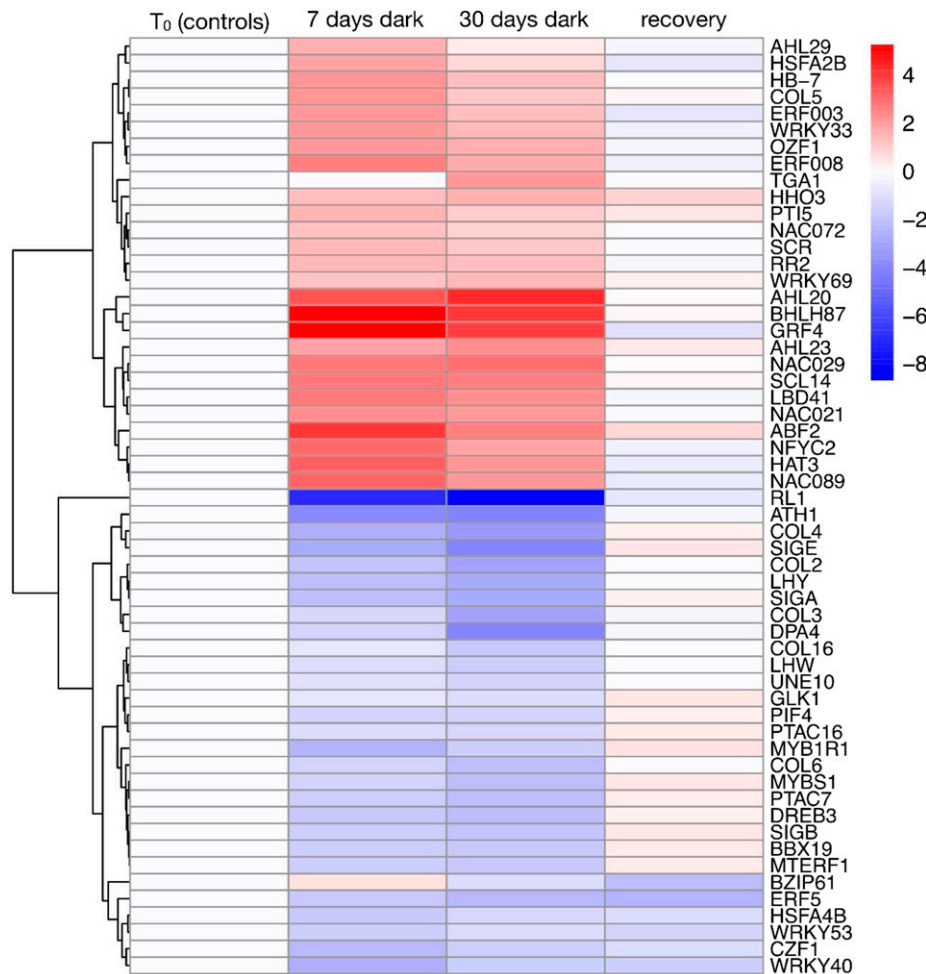 T₀ (controls) 7 days dark 30 days dark recovery
AHL29
HSFA2B
HB-7
COL5
ERF003
WRKY33
OZF1
ERF008
TGA1
HHO3
PTI5
NAC072
SCR
RR2
WRKY69
AHL20
BHLH87
GRF4
AHL23
NAC029
SCL14
LBD41
NAC021
ABF2
NFYC2
HAT3
NAC089
RL1
ATH1
COL4
SIGE
COL2
LHY
SIGA
COL3
DPA4
COL16
LHW
UNE10
GLK1
PIF4
PTAC16
MYB1R1
COL6
MYBS1
PTAC7
DREB3
SIGB
BBX19
MTERF1
BZIP61
ERF5
HSFA4B
WRKY53
CZF1
WRKY40
4
2
0
−2
−4
−6
−8